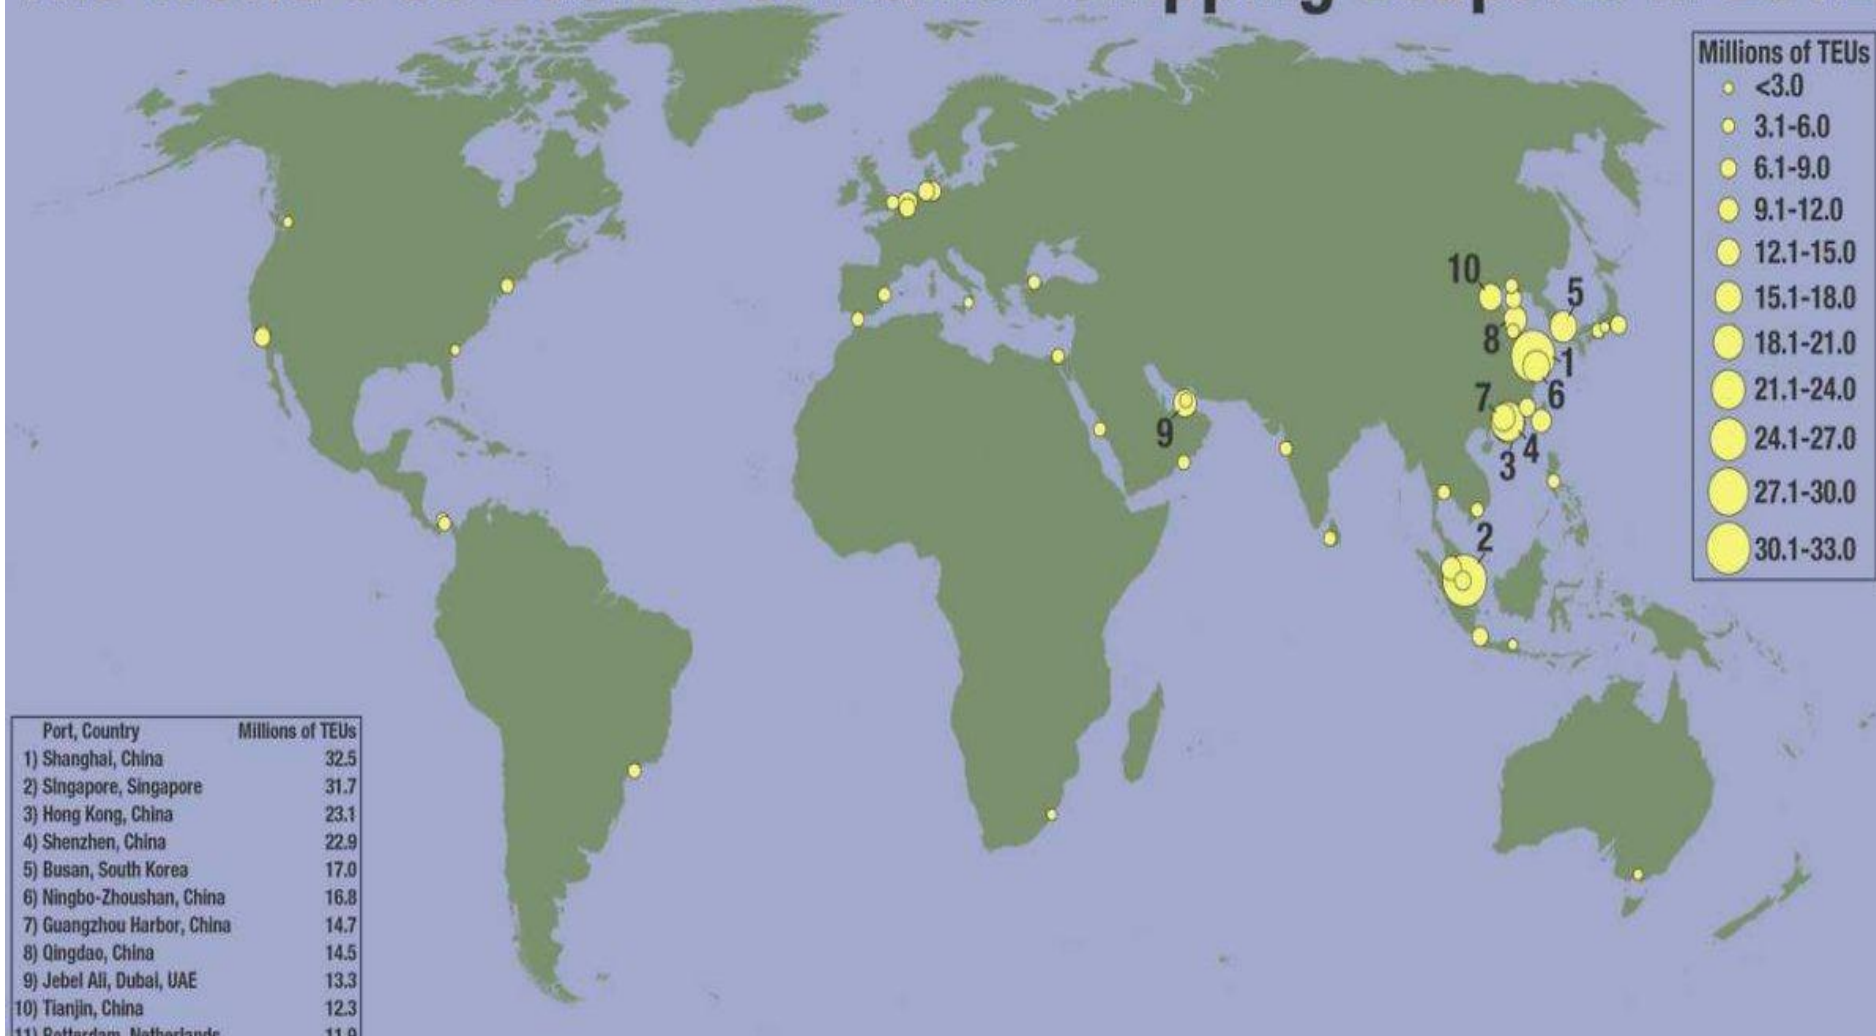 Millions of TEUs
<3.0
3.1-6.0
6.1-9.0
9.1-12.0
12.1-15.0
15.1-18.0
18.1-21.0
21.1-24.0
24.1-27.0
27.1-30.0
30.1-33.0
10
5
8
1
7
6
9
4
3
2
Port, Country Millions of TEUs
1) Shanghai, China 32.5
2) Singapore, Singapore 31.7
3) Hong Kong, China 23.1
4) Shenzhen, China 22.9
5) Busan, South Korea 17.0
6) Ningbo-Zhoushan, China 16.8
7) Guangzhou Harbor, China 14.7
8) Qingdao, China 14.5
9) Jebel Ali, Dubai, UAE 13.3
10) Tianjin, China 12.3
11) Rotterdam, Netherlands 11.9